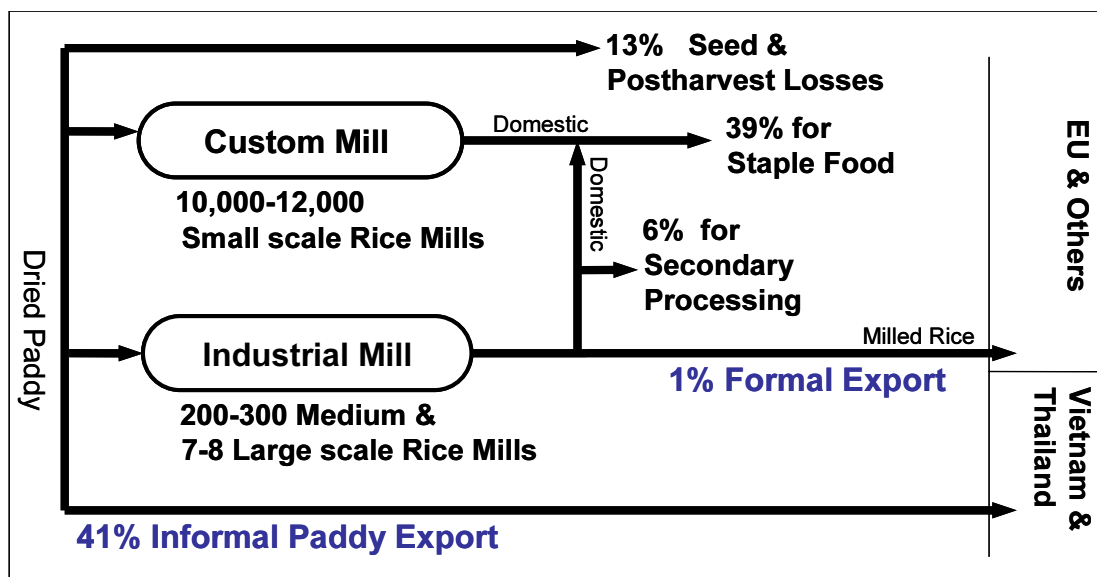 13% Seed &
Postharvest Losses
Custom Mill
Domestic
39% for
Staple Food
10,000-12,000
Small scale Rice Mills
Domestic
6% for
Secondary
Processing
Dried Paddy
Industrial Mill
Milled Rice
1% Formal Export
200-300 Medium &
7-8 Large scale Rice Mills
41% Informal Paddy Export
EU & Others
Vietnam &
Thailand